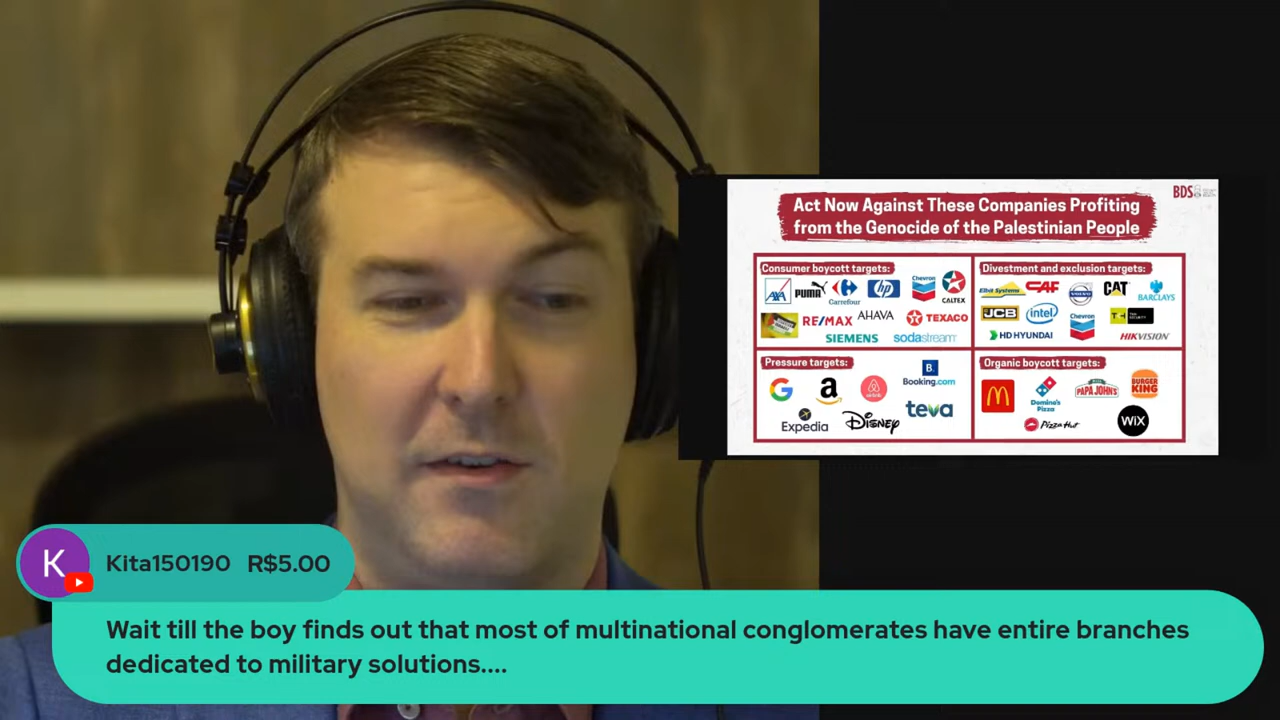 BDS
Act Now Against These Companies Profiting
from the Genocide of the Palestinian People
Consumer boycott targets:
AXA
PUMA
Carrefour
hp
Chevron
CALTEX
RE/MAX
AHAVA
TEXACO
SIEMENS
sodastream
Divestment and exclusion targets:
Elbit Systems
CAF
VOLVO
CAT
BARCLAYS
JCB
intel
Chevron
HD HYUNDAI
HIKVISION
Pressure targets:
G
a
airbnb
B.
Booking.com
Expedia
Disney
teva
Organic boycott targets:
M
Domino's
Pizza
PAPA JOHN'S
BURGER
KING
Pizza Hut
WiX
K
Kita150190 R$5.00
Wait till the boy finds out that most of multinational conglomerates have entire branches
dedicated to military solutions....